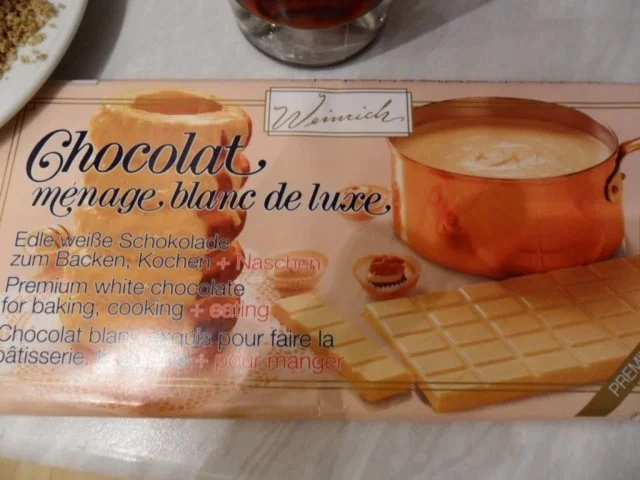 Weinrich
Chocolat
ménage blanc de luxe
Edle weiße Schokolade
zum Backen, Kochen + Naschen
Premium white chocolate
for baking, cooking + eating
Chocolat blanc exquis pour faire la
pâtisserie, + pour manger